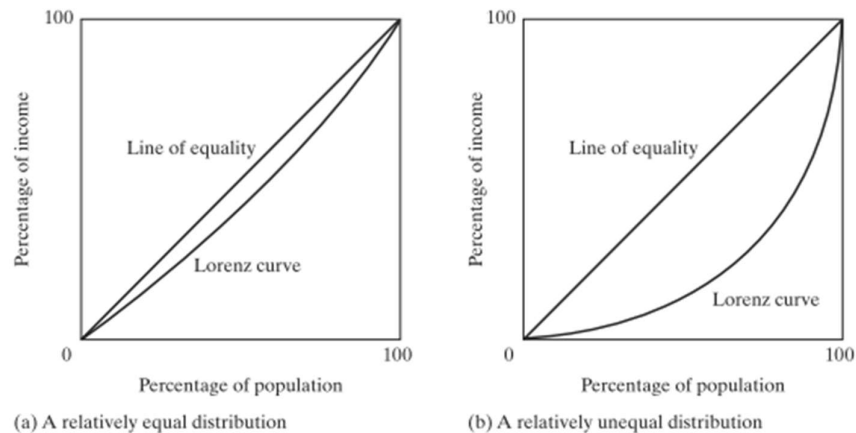 100
Percentage of income
Line of equality
Lorenz curve
0
100
Percentage of population
(a) A relatively equal distribution
100
Percentage of income
Line of equality
Lorenz curve
0
100
Percentage of population
(b) A relatively unequal distribution